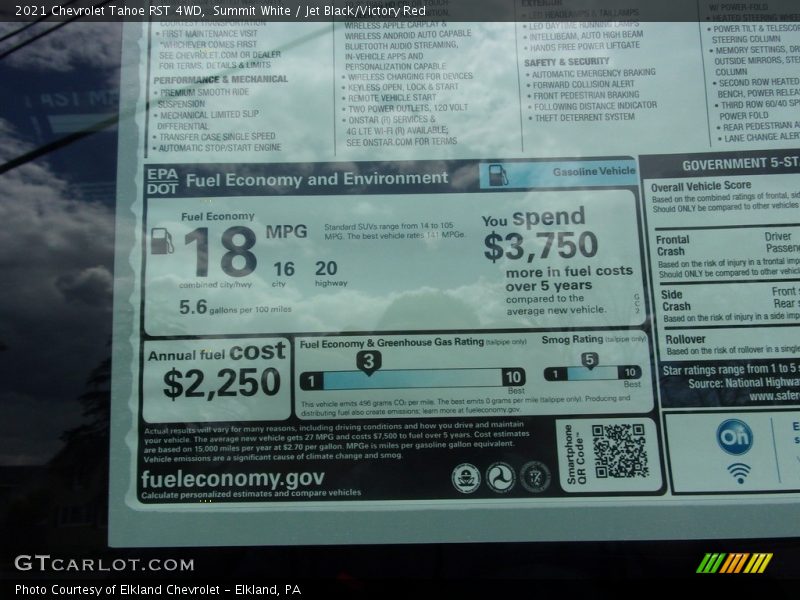 2021 Chevrolet Tahoe RST 4WD, Summit White / Jet Black/Victory Red
COURTESY TRANSPORTATION
• FIRST MAINTENANCE VISIT
*WHICHEVER COMES FIRST
SEE CHEVROLET.COM OR DEALER
FOR TERMS, DETAILS & LIMITS
PERFORMANCE & MECHANICAL
• PREMIUM SMOOTH RIDE
SUSPENSION
• MECHANICAL LIMITED SLIP
DIFFERENTIAL
• TRANSFER CASE SINGLE SPEED
• AUTOMATIC STOP/START ENGINE
WIRELESS APPLE CARPLAY &
WIRELESS ANDROID AUTO CAPABLE
BLUETOOTH AUDIO STREAMING,
IN-VEHICLE APPS AND
PERSONALIZATION CAPABLE
• WIRELESS CHARGING FOR DEVICES
• KEYLESS OPEN, LOCK & START
• REMOTE VEHICLE START
• TWO POWER OUTLETS, 120 VOLT
• ONSTAR (R) SERVICES &
4G LTE WI-FI (R) AVAILABLE;
SEE ONSTAR.COM FOR TERMS
EXTERIOR
• LED HEADLAMPS & TAILLAMPS
• LED DAYTIME RUNNING LAMPS
• INTELLIBEAM, AUTO HIGH BEAM
• HANDS FREE POWER LIFTGATE
SAFETY & SECURITY
• AUTOMATIC EMERGENCY BRAKING
• FORWARD COLLISION ALERT
• FRONT PEDESTRIAN BRAKING
• FOLLOWING DISTANCE INDICATOR
• THEFT DETERRENT SYSTEM
W/ POWER-FOLD
• HEATED STEERING WHEEL
• POWER TILT & TELESCO
STEERING COLUMN
• MEMORY SETTINGS, DR
OUTSIDE MIRRORS, STE
COLUMN
• SECOND ROW HEATED
BENCH, POWER RELEAS
• THIRD ROW 60/40 SP
POWER FOLD
• REAR PEDESTRIAN A
• LANE CHANGE ALER
EPA
DOT Fuel Economy and Environment
Gasoline Vehicle
Fuel Economy
18 MPG
combined city/hwy
16
city
20
highway
5.6 gallons per 100 miles
Standard SUVs range from 14 to 105
MPG. The best vehicle rates 141 MPGe.
You spend
$3,750
more in fuel costs
over 5 years
compared to the
average new vehicle.
GC2
Annual fuel cost
$2,250
Fuel Economy & Greenhouse Gas Rating (tailpipe only)
3
1
10
Best
Smog Rating (tailpipe only)
5
1
10
Best
This vehicle emits 496 grams CO2 per mile. The best emits 0 grams per mile (tailpipe only). Producing and
distributing fuel also create emissions; learn more at fueleconomy.gov.
Actual results will vary for many reasons, including driving conditions and how you drive and maintain
your vehicle. The average new vehicle gets 27 MPG and costs $7,500 to fuel over 5 years. Cost estimates
are based on 15,000 miles per year at $2.70 per gallon. MPGe is miles per gasoline gallon equivalent.
Vehicle emissions are a significant cause of climate change and smog.
fueleconomy.gov
Calculate personalized estimates and compare vehicles
Smartphone
QR Code™
GOVERNMENT 5-ST
Overall Vehicle Score
Based on the combined ratings of frontal, sid
Should ONLY be compared to other vehicles
Frontal
Crash
Driver
Passen
Based on the risk of injury in a frontal impa
Should ONLY be compared to other vehicle
Side
Crash
Front s
Rear s
Based on the risk of injury in a side imp
Rollover
Based on the risk of rollover in a single
Star ratings range from 1 to 5 s
Source: National Highwa
www.safer
On
GTCARLOT.COM
Photo Courtesy of Elkland Chevrolet - Elkland, PA